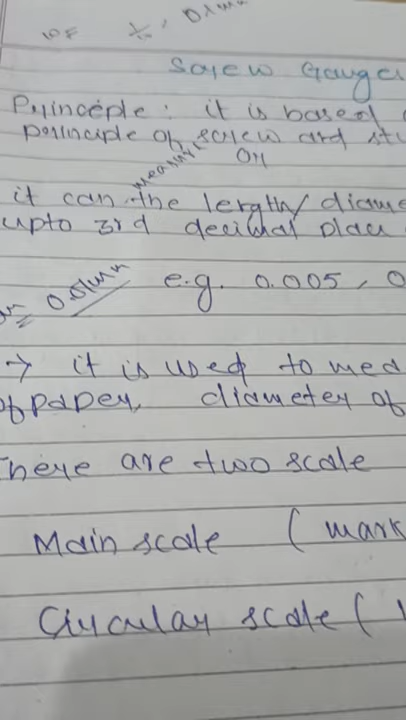 Screw Gauge
Principle: it is based
principle of screw and
OR
it can measure the length/diame
upto 3rd decimal place
0.01mm e.g. 0.005, 0
→ it is used to mea
of paper, diameter of
here are two scale
Main scale (mark
Circular scale (